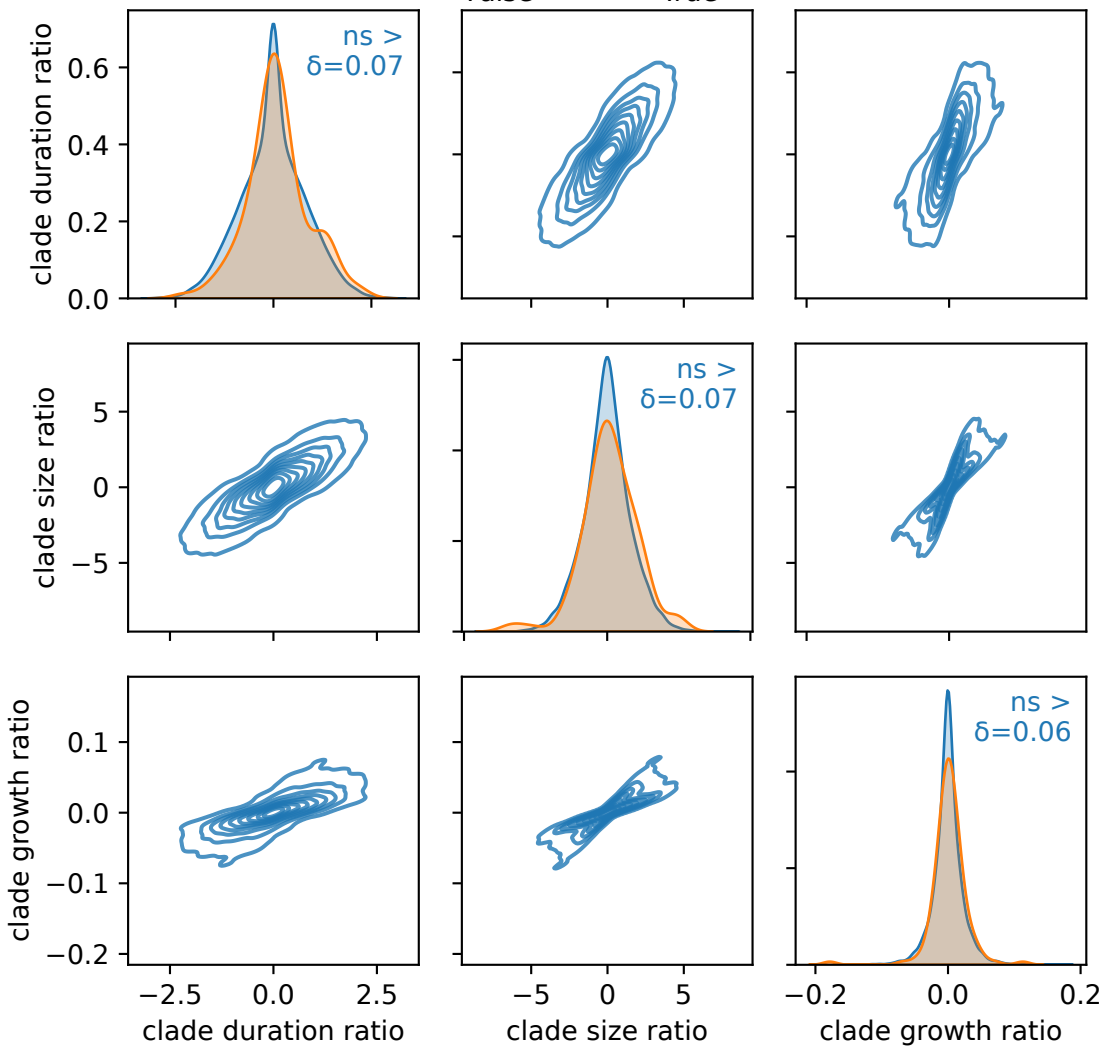 False True
clade duration ratio
0.6
0.4
0.2
0.0
ns >
δ=0.07
clade size ratio
5
0
−5
ns >
δ=0.07
clade growth ratio
0.1
0.0
−0.1
−0.2
ns >
δ=0.06
−2.5 0.0 2.5
−5 0 5
−0.2 0.0 0.2
clade duration ratio
clade size ratio
clade growth ratio